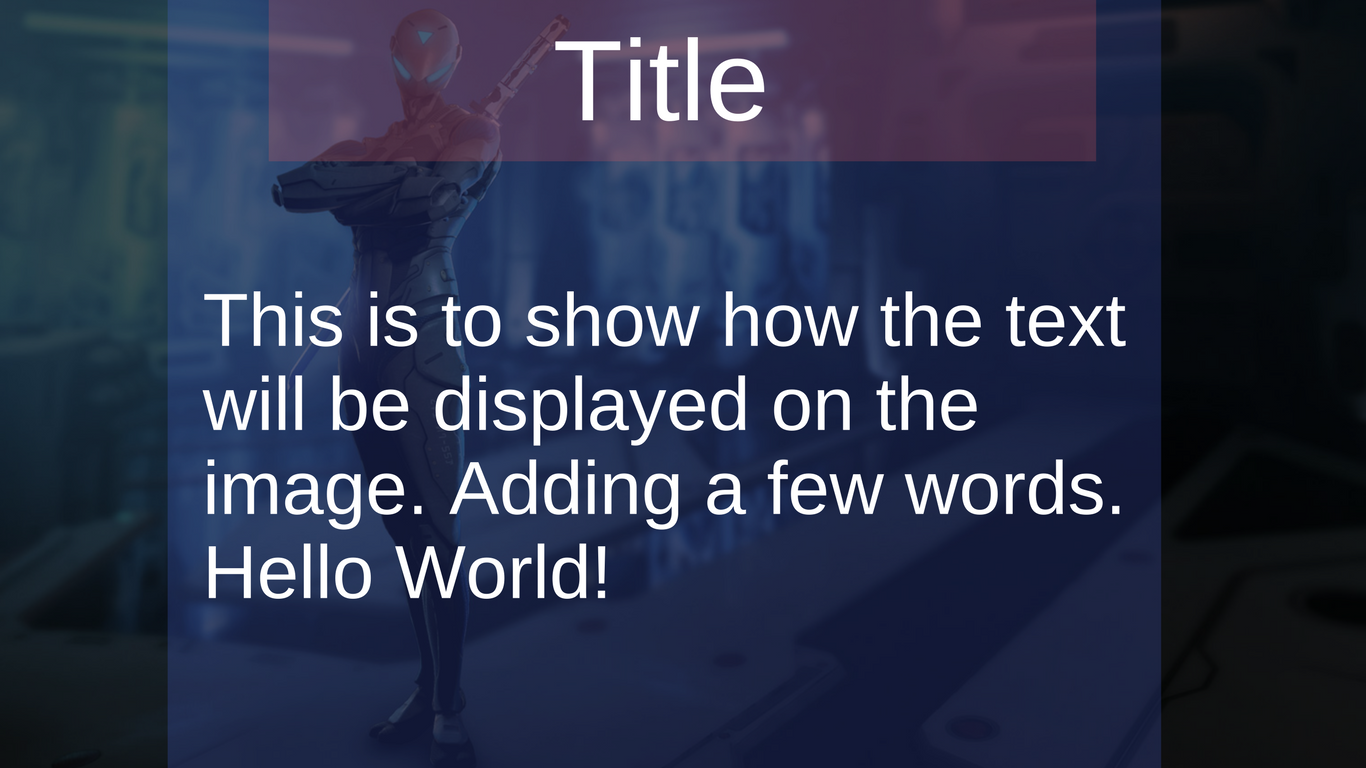 Title
This is to show how the text
will be displayed on the
image. Adding a few words.
Hello World!